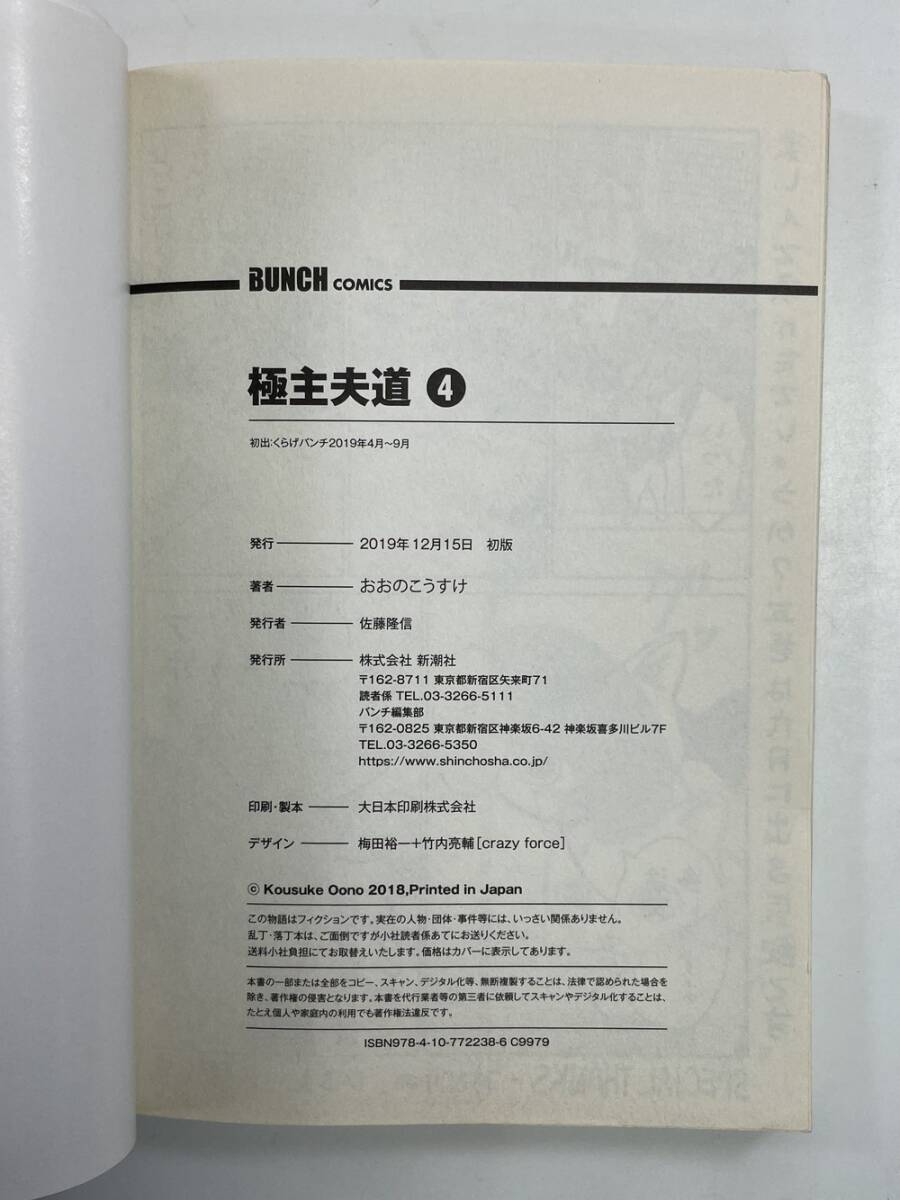 BUNCH COMICS
極主夫道 4
初出：くらげバンチ2019年4月～9月
発行 2019年12月15日 初版
著者 おおのこうすけ
発行者 佐藤隆信
発行所 株式会社 新潮社
〒162-8711 東京都新宿区矢来町71
読者係 TEL.03-3266-5111
バンチ編集部
〒162-0825 東京都新宿区神楽坂6-42 神楽坂喜多川ビル7F
TEL.03-3266-5350
https://www.shinchosha.co.jp/
印刷・製本 大日本印刷株式会社
デザイン 梅田裕一＋竹内亮輔［crazy force］
© Kousuke Oono 2018,Printed in Japan
この物語はフィクションです。実在の人物・団体・事件等には、いっさい関係ありません。
乱丁・落丁本は、ご面倒ですが小社読者係あてにお送りください。
送料小社負担にてお取替えいたします。価格はカバーに表示してあります。
本書の一部または全部をコピー、スキャン、デジタル化等、無断複製することは、法律で認められた場合を
除き、著作権の侵害となります。本書を代行業者等の第三者に依頼してスキャンやデジタル化することは、
たとえ個人や家庭内の利用でも著作権法違反です。
ISBN978-4-10-772238-6 C9979